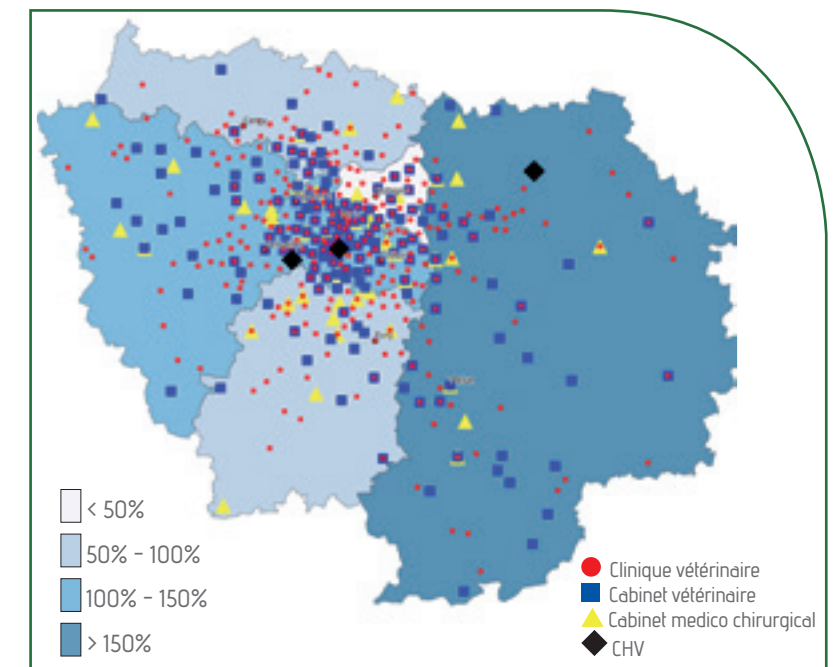 < 50%
50% - 100%
100% - 150%
> 150%
Clinique vétérinaire
Cabinet vétérinaire
Cabinet medico chirurgical
CHV